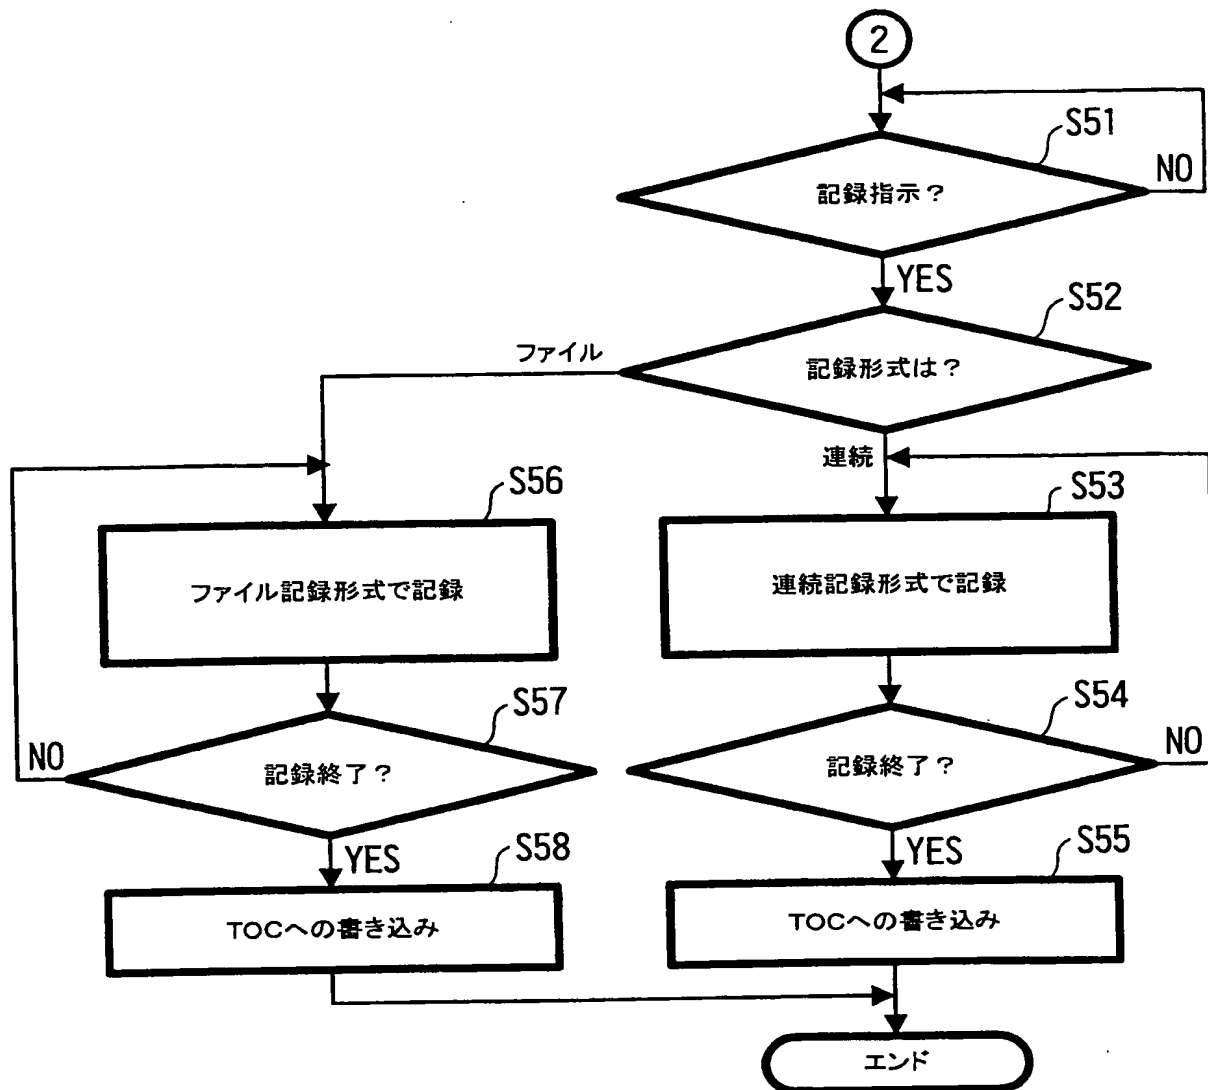 2
S51
記録指示？
NO
YES
S52
ファイル
記録形式は？
連続
S56
S53
ファイル記録形式で記録
連続記録形式で記録
S57
S54
NO
記録終了？
記録終了？
NO
YES
S58
YES
S55
TOCへの書き込み
TOCへの書き込み
エンド